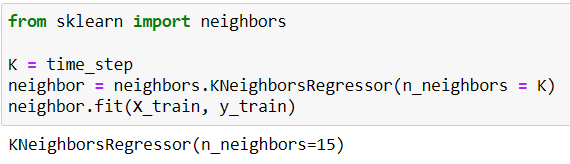 from sklearn import neighbors
K = time_step
neighbor = neighbors.KNeighborsRegressor(n_neighbors = K)
neighbor.fit(X_train, y_train)
KNeighborsRegressor(n_neighbors=15)